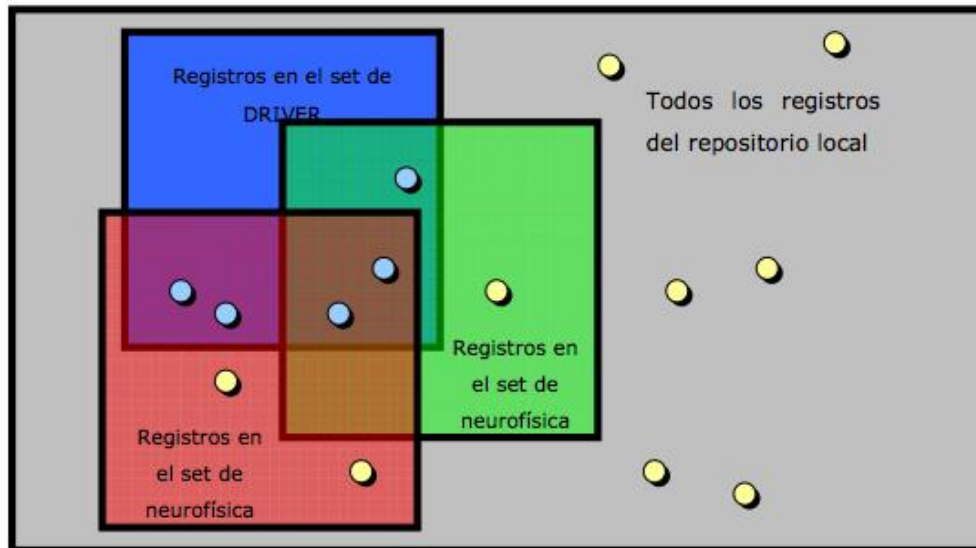 Registros en el set de
DRIVER
Todos los registros
del repositorio local
Registros en
el set de
neurofísica
Registros en
el set de
neurofísica